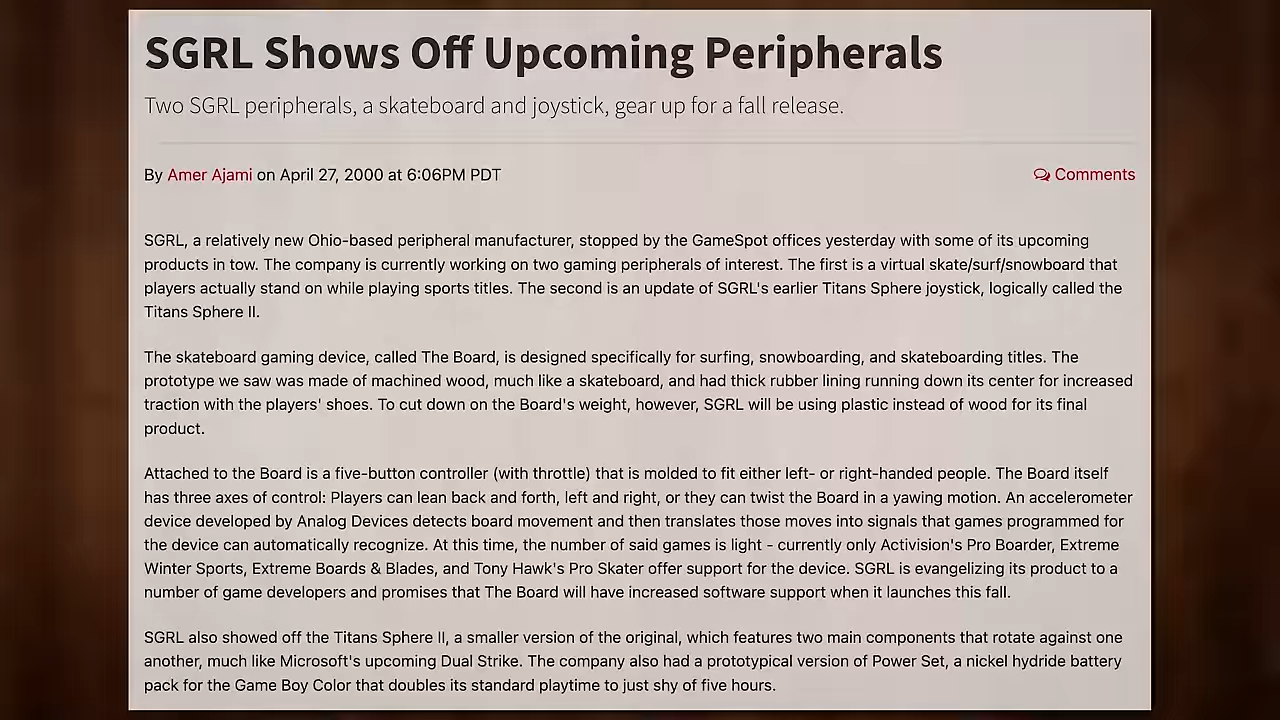 SGRL Shows Off Upcoming Peripherals
Two SGRL peripherals, a skateboard and joystick, gear up for a fall release.
By Amer Ajami on April 27, 2000 at 6:06PM PDT
Comments
SGRL, a relatively new Ohio-based peripheral manufacturer, stopped by the GameSpot offices yesterday with some of its upcoming
products in tow. The company is currently working on two gaming peripherals of interest. The first is a virtual skate/surf/snowboard that
players actually stand on while playing sports titles. The second is an update of SGRL's earlier Titans Sphere joystick, logically called the
Titans Sphere II.
The skateboard gaming device, called The Board, is designed specifically for surfing, snowboarding, and skateboarding titles. The
prototype we saw was made of machined wood, much like a skateboard, and had thick rubber lining running down its center for increased
traction with the players' shoes. To cut down on the Board's weight, however, SGRL will be using plastic instead of wood for its final
product.
Attached to the Board is a five-button controller (with throttle) that is molded to fit either left- or right-handed people. The Board itself
has three axes of control: Players can lean back and forth, left and right, or they can twist the Board in a yawing motion. An accelerometer
device developed by Analog Devices detects board movement and then translates those moves into signals that games programmed for
the device can automatically recognize. At this time, the number of said games is light - currently only Activision's Pro Boarder, Extreme
Winter Sports, Extreme Boards & Blades, and Tony Hawk's Pro Skater offer support for the device. SGRL is evangelizing its product to a
number of game developers and promises that The Board will have increased software support when it launches this fall.
SGRL also showed off the Titans Sphere II, a smaller version of the original, which features two main components that rotate against one
another, much like Microsoft's upcoming Dual Strike. The company also had a prototypical version of Power Set, a nickel hydride battery
pack for the Game Boy Color that doubles its standard playtime to just shy of five hours.